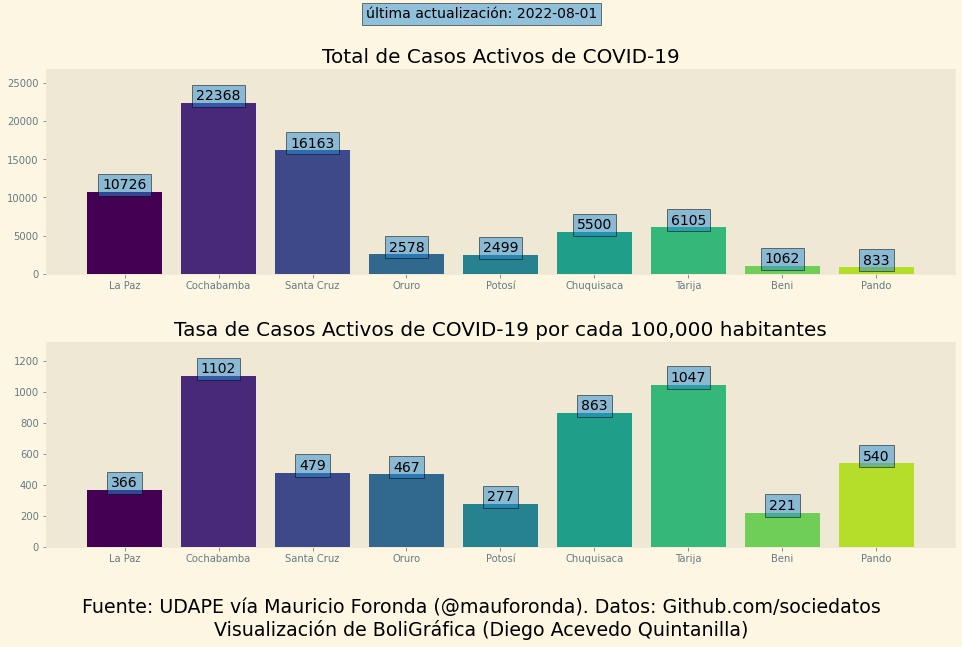 última actualización: 2022-08-01
Total de Casos Activos de COVID-19
25000
20000
15000
10000
5000
0
10726
22368
16163
2578
2499
5500
6105
1062
833
La Paz
Cochabamba
Santa Cruz
Oruro
Potosí
Chuquisaca
Tarija
Beni
Pando
Tasa de Casos Activos de COVID-19 por cada 100,000 habitantes
1200
1000
800
600
400
200
0
366
1102
479
467
277
863
1047
221
540
La Paz
Cochabamba
Santa Cruz
Oruro
Potosí
Chuquisaca
Tarija
Beni
Pando
Fuente: UDAPE vía Mauricio Foronda (@mauforonda). Datos: Github.com/sociedatos
Visualización de BoliGráfica (Diego Acevedo Quintanilla)